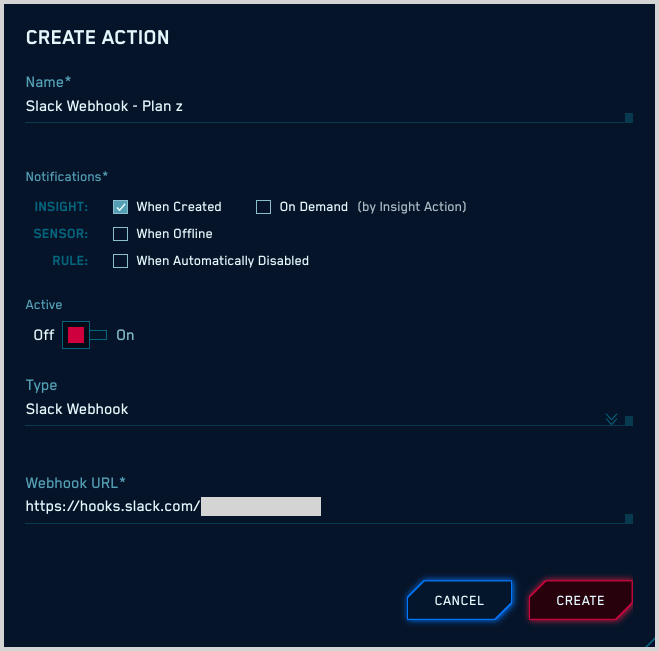 CREATE ACTION
Name*
Slack Webhook - Plan z
Notifications*
INSIGHT: When Created On Demand (by Insight Action)
SENSOR: When Offline
RULE: When Automatically Disabled
Active
Off On
Type
Slack Webhook
Webhook URL*
https://hooks.slack.com/
CANCEL CREATE